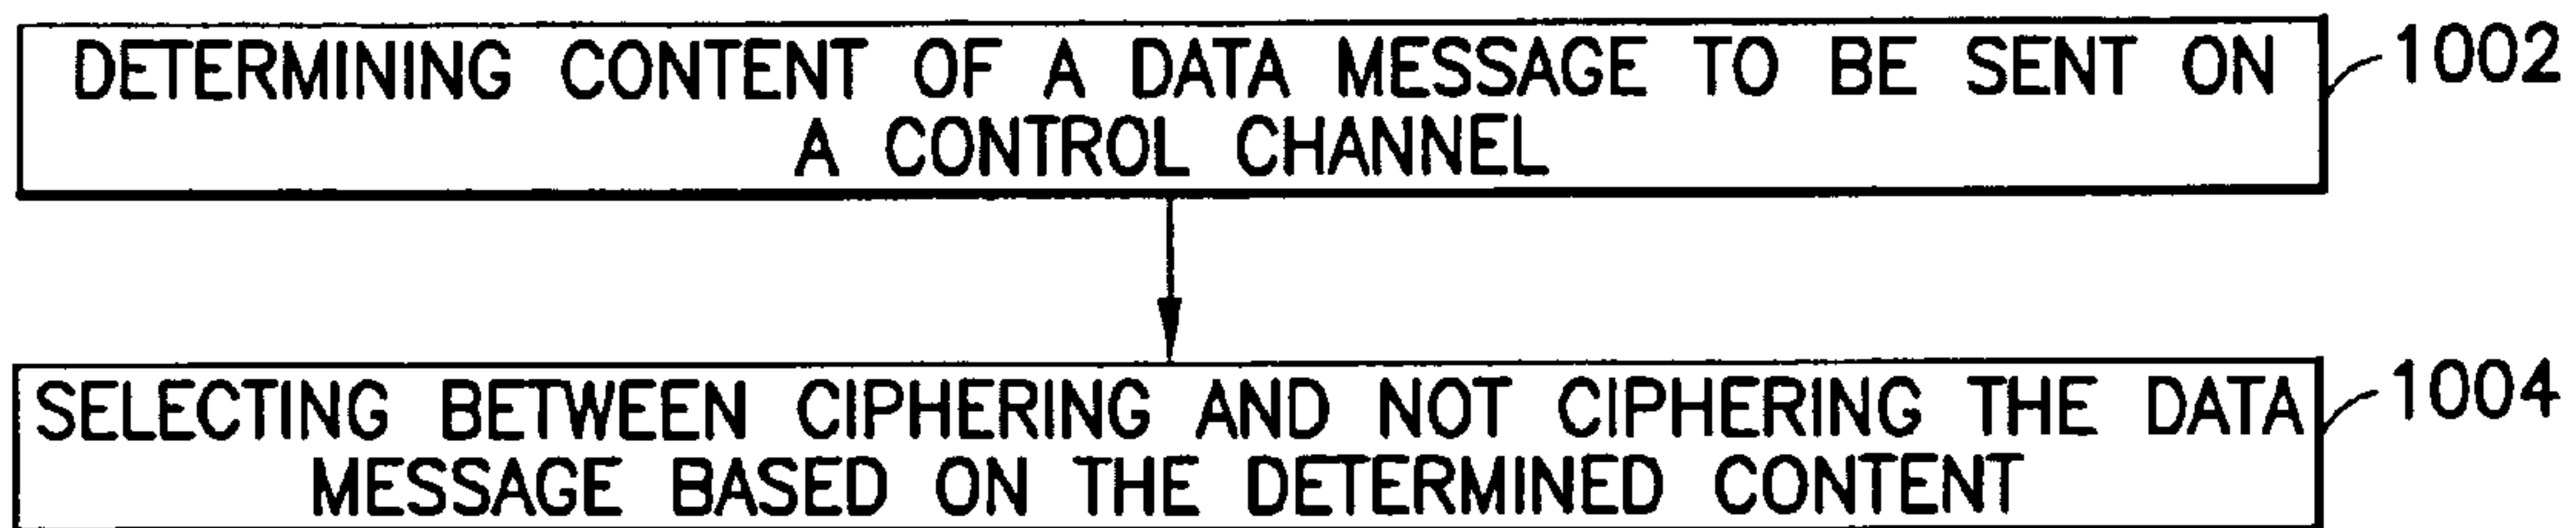 DETERMINING CONTENT OF A DATA MESSAGE TO BE SENT ON
A CONTROL CHANNEL
1002
SELECTING BETWEEN CIPHERING AND NOT CIPHERING THE DATA
MESSAGE BASED ON THE DETERMINED CONTENT
1004